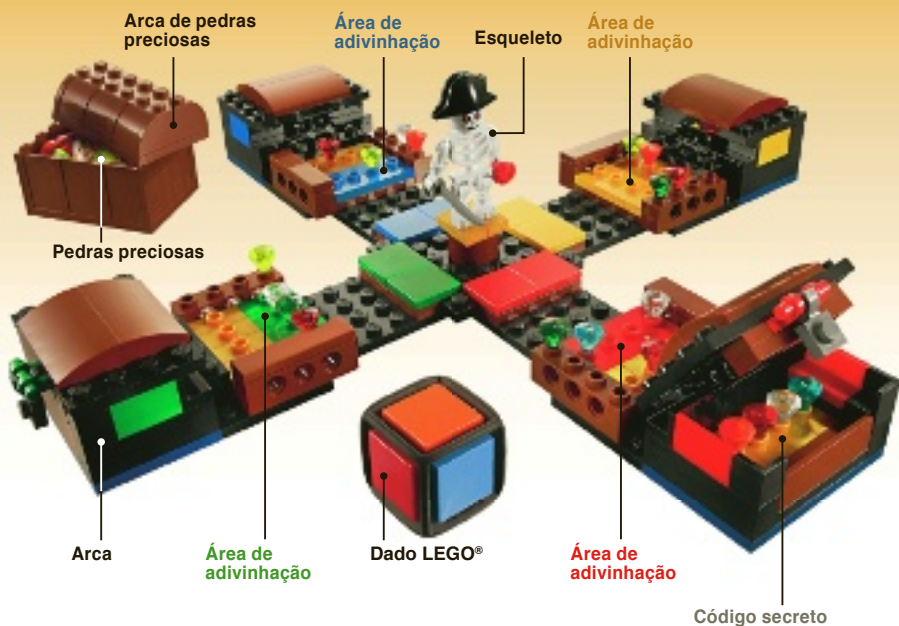 Arca de pedras
preciosas
Área de
adivinhação
Esqueleto
Área de
adivinhação
Pedras preciosas
Arca
Área de
adivinhação
Dado LEGO®
Área de
adivinhação
Código secreto